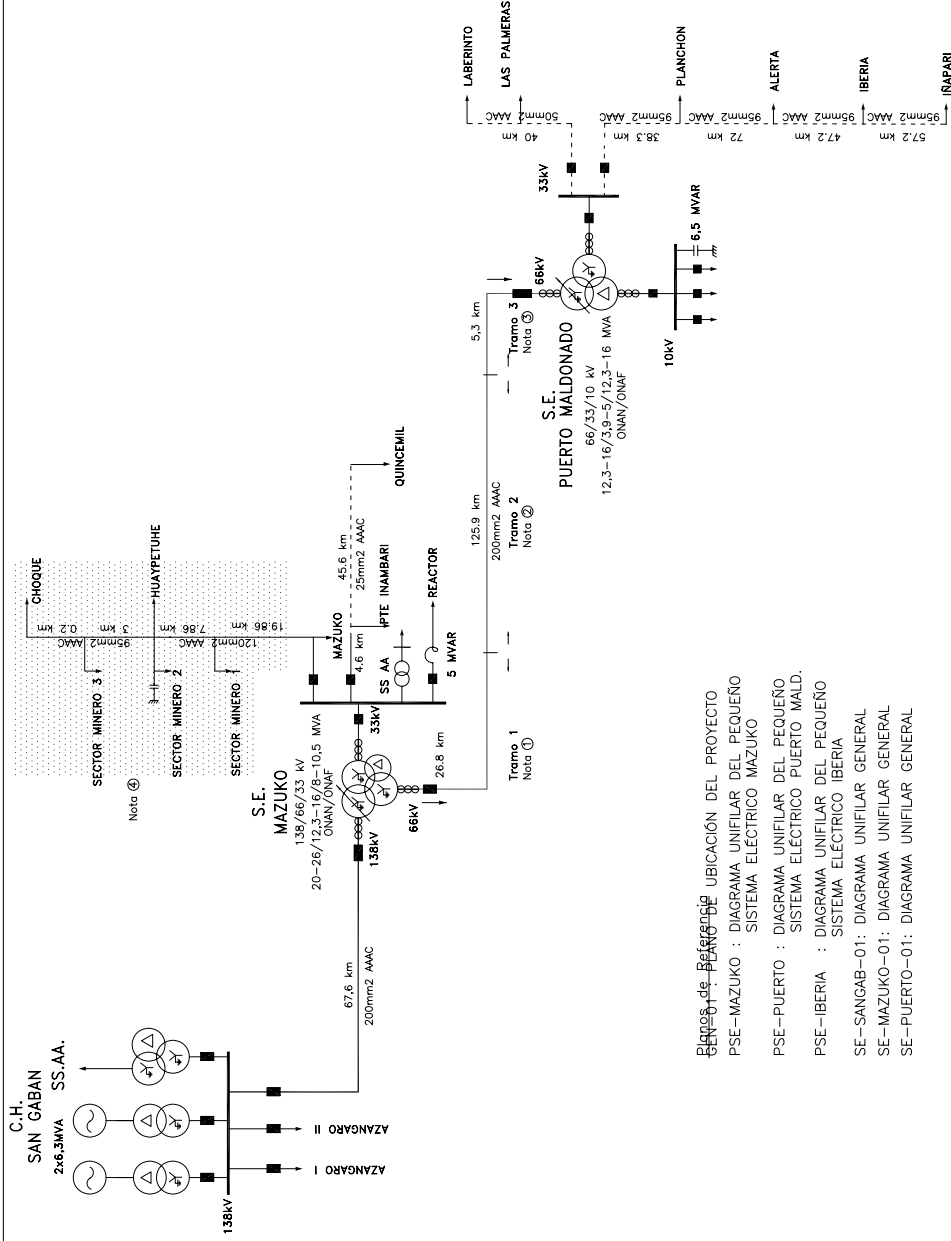 C.H.
SAN GABAN
2x6,3MVA
SS.AA.
138kV
AZANGARO I
AZANGARO II
67,6 km
200mm2 AAAC
S.E.
MAZUKO
138/66/33 kV
20-26/12,3-16/8-10,5 MVA
ONAN/ONAF
138kV
66kV
33kV
26.8 km
Tramo 1
Nota ①
CHOQUE
HUAYPETUHE
SECTOR MINERO 3
SECTOR MINERO 2
SECTOR MINERO 1
Nota ④
0.2 km
3 km
95mm2 AAAC
7.86 km
19.86 km
120mm2 AAAC
MAZUKO
4.6 km
45.6 km
25mm2 AAAC
PTE INAMBARI
QUINCEMIL
SS AA
REACTOR
5 MVAR
125.9 km
200mm2 AAAC
Tramo 2
Nota ②
5,3 km
Tramo 3
Nota ③
S.E.
PUERTO MALDONADO
66/33/10 kV
12,3-16/3,9-5/12,3-16 MVA
ONAN/ONAF
66kV
33kV
10kV
6,5 MVAR
LABERINTO
LAS PALMERAS
40 km
50mm2 AAAC
PLANCHON
38.3 km
95mm2 AAAC
ALERTA
72 km
95mm2 AAAC
IBERIA
47.2 km
95mm2 AAAC
IÑAPARI
57.2 km
95mm2 AAAC
Planos de Referencia
GEN-01 : PLANO DE UBICACIÓN DEL PROYECTO
PSE-MAZUKO : DIAGRAMA UNIFILAR DEL PEQUEÑO
SISTEMA ELÉCTRICO MAZUKO
PSE-PUERTO : DIAGRAMA UNIFILAR DEL PEQUEÑO
SISTEMA ELÉCTRICO PUERTO MALD.
PSE-IBERIA : DIAGRAMA UNIFILAR DEL PEQUEÑO
SISTEMA ELÉCTRICO IBERIA
SE-SANGAB-01: DIAGRAMA UNIFILAR GENERAL
SE-MAZUKO-01: DIAGRAMA UNIFILAR GENERAL
SE-PUERTO-01: DIAGRAMA UNIFILAR GENERAL